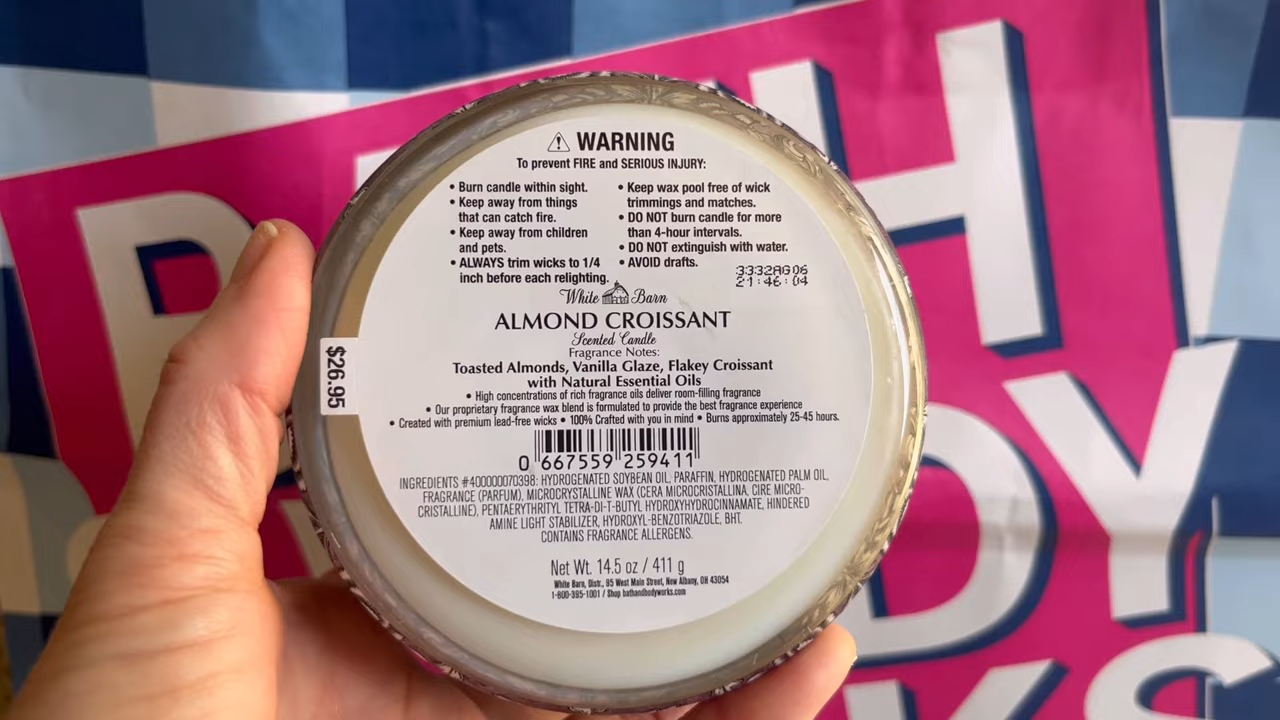 ⚠ WARNING
To prevent FIRE and SERIOUS INJURY:
• Burn candle within sight.
• Keep away from things
that can catch fire.
• Keep away from children
and pets.
• ALWAYS trim wicks to 1/4
inch before each relighting.
• Keep wax pool free of wick
trimmings and matches.
• DO NOT burn candle for more
than 4-hour intervals.
• DO NOT extinguish with water.
• AVOID drafts.
3332AG06
21:46:04
White Barn
ALMOND CROISSANT
Scented Candle
Fragrance Notes:
Toasted Almonds, Vanilla Glaze, Flakey Croissant
with Natural Essential Oils
• High concentrations of rich fragrance oils deliver room-filling fragrance
• Our proprietary fragrance wax blend is formulated to provide the best fragrance experience
• Created with premium lead-free wicks • 100% Crafted with you in mind • Burns approximately 25-45 hours.
$26.95
0 667559 259411
INGREDIENTS #400000070398: HYDROGENATED SOYBEAN OIL, PARAFFIN, HYDROGENATED PALM OIL,
FRAGRANCE (PARFUM), MICROCRYSTALLINE WAX (CERA MICROCRISTALLINA, CIRE MICRO-
CRISTALLINE), PENTAERYTHRITYL TETRA-DI-T-BUTYL HYDROXYHYDROCINNAMATE, HINDERED
AMINE LIGHT STABILIZER, HYDROXYL-BENZOTRIAZOLE, BHT.
CONTAINS FRAGRANCE ALLERGENS.
Net Wt. 14.5 oz / 411 g
White Barn, Distr., 95 West Main Street, New Albany, OH 43054
1-800-395-1001 / Shop bathandbodyworks.com